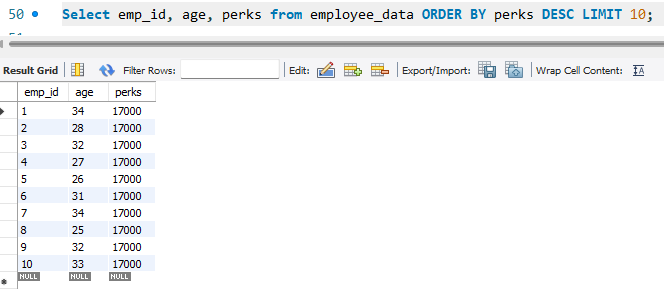 50 Select emp_id, age, perks from employee_data ORDER BY perks DESC LIMIT 10;
Result Grid Filter Rows: Edit: Export/Import: Wrap Cell Content:
emp_id age perks
1 34 17000
2 28 17000
3 32 17000
4 27 17000
5 26 17000
6 31 17000
7 34 17000
8 25 17000
9 32 17000
10 33 17000
NULL NULL NULL